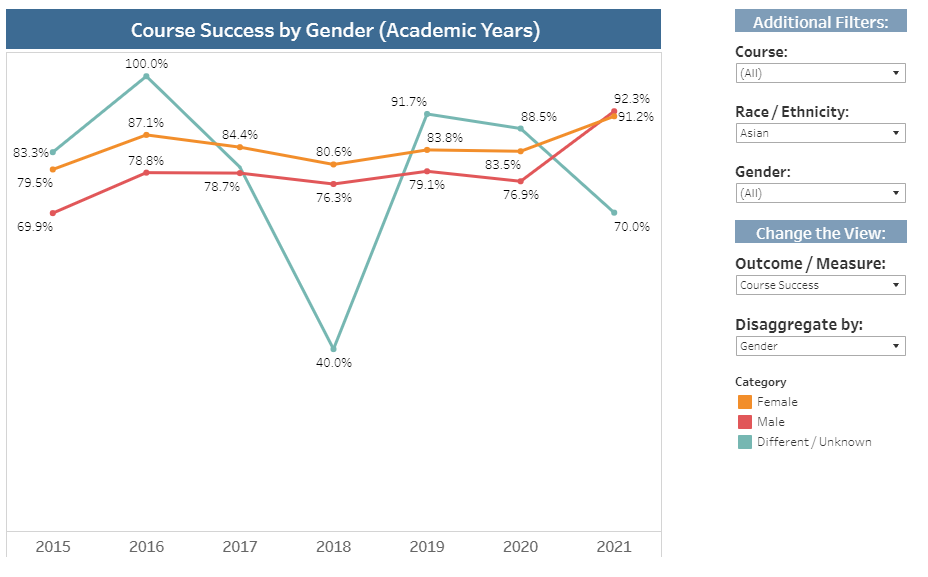 Course Success by Gender (Academic Years)
100.0%
83.3%
79.5%
69.9%
87.1%
78.8%
84.4%
78.7%
80.6%
76.3%
40.0%
91.7%
83.8%
79.1%
88.5%
83.5%
76.9%
92.3%
91.2%
70.0%
2015 2016 2017 2018 2019 2020 2021
Additional Filters:
Course:
(All)
Race / Ethnicity:
Asian
Gender:
(All)
Change the View:
Outcome / Measure:
Course Success
Disaggregate by:
Gender
Category
Female
Male
Different / Unknown